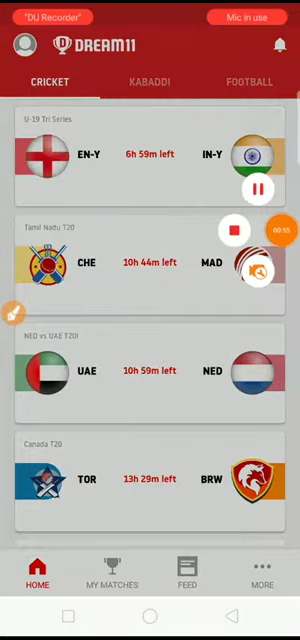 "DU Recorder"
Mic in use
D DREAM11
CRICKET KABADDI FOOTBALL
U-19 Tri Series
EN-Y 6h 59m left IN-Y
Tamil Nadu T20
CHE 10h 44m left MAD
00:55
NED vs UAE T20I
UAE 10h 59m left NED
Canada T20
TOR 13h 29m left BRW
HOME MY MATCHES FEED MORE